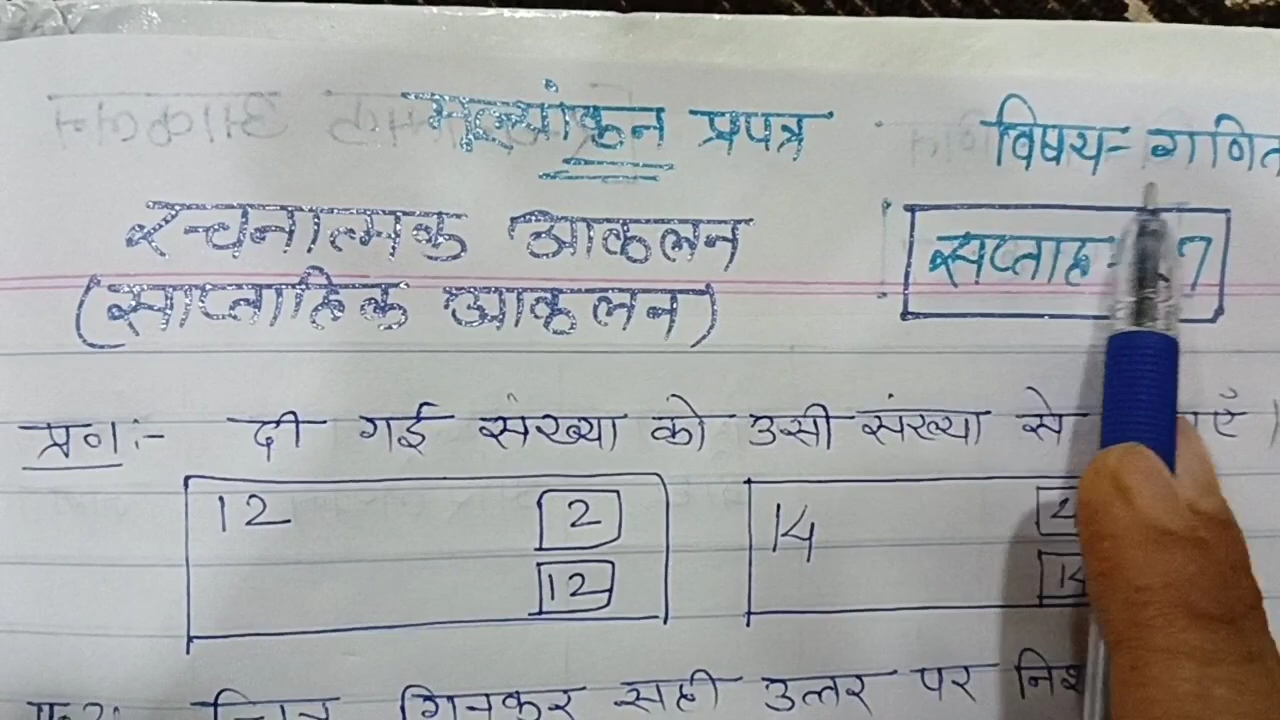 मूल्यांकन प्रपत्र
विषय- गणित
रचनात्मक आकलन
(साप्ताहिक आकलन)
सप्ताह- 7
प्र०1:- दी गई संख्या को उसी संख्या से
12 2
12
14
चित्र गिनकर सही उत्तर पर